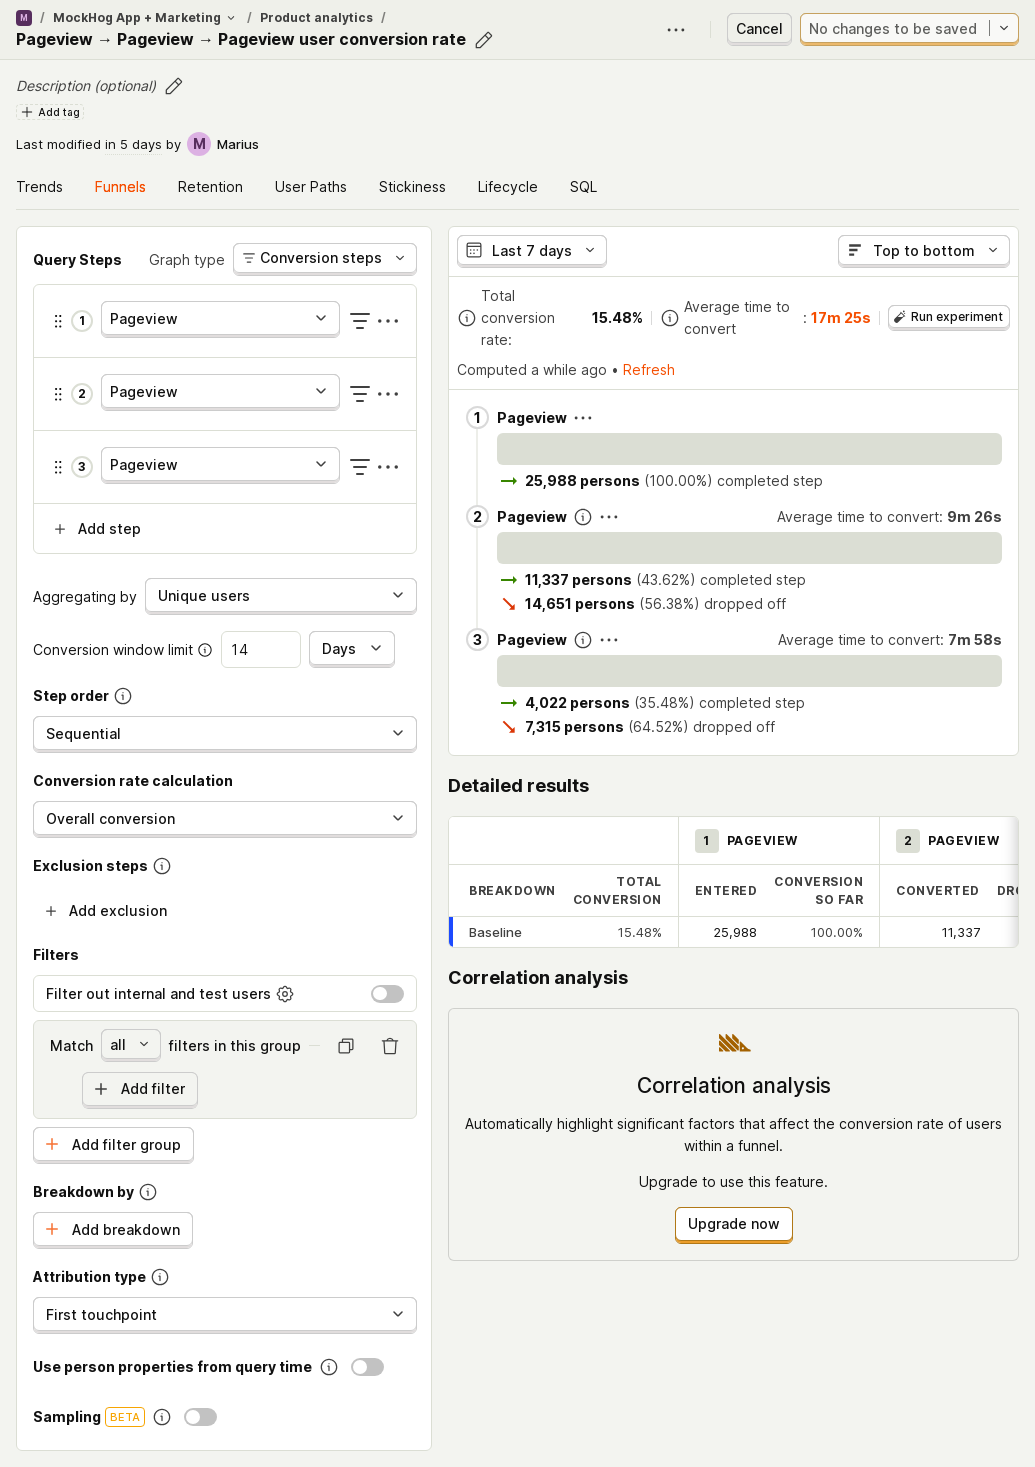 M / MockHog App + Marketing / Product analytics /
Pageview → Pageview → Pageview user conversion rate
Cancel
No changes to be saved
Description (optional)
Add tag
Last modified in 5 days by M Marius
Trends Funnels Retention User Paths Stickiness Lifecycle SQL
Query Steps Graph type Conversion steps
1 Pageview
2 Pageview
3 Pageview
Add step
Aggregating by Unique users
Conversion window limit 14 Days
Step order
Sequential
Conversion rate calculation
Overall conversion
Exclusion steps
Add exclusion
Filters
Filter out internal and test users
Match all filters in this group
Add filter
Add filter group
Breakdown by
Add breakdown
Attribution type
First touchpoint
Use person properties from query time
Sampling BETA
Last 7 days Top to bottom
Total
conversion
rate:
15.48%
Average time to
convert
: 17m 25s
Run experiment
Computed a while ago • Refresh
1 Pageview
25,988 persons (100.00%) completed step
2 Pageview Average time to convert: 9m 26s
11,337 persons (43.62%) completed step
14,651 persons (56.38%) dropped off
3 Pageview Average time to convert: 7m 58s
4,022 persons (35.48%) completed step
7,315 persons (64.52%) dropped off
Detailed results
1 PAGEVIEW 2 PAGEVIEW
BREAKDOWN
TOTAL
CONVERSION
ENTERED
CONVERSION
SO FAR
CONVERTED
Baseline 15.48% 25,988 100.00% 11,337
Correlation analysis
Correlation analysis
Automatically highlight significant factors that affect the conversion rate of users
within a funnel.
Upgrade to use this feature.
Upgrade now